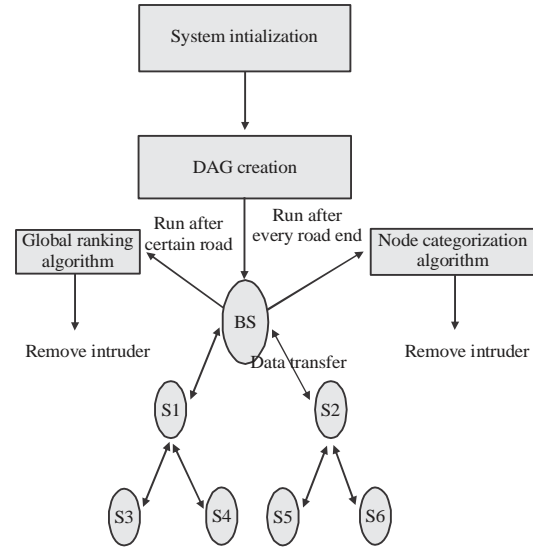 System intialization
DAG creation
Run after
certain road
Run after
every road end
Global ranking
algorithm
Node categorization
algorithm
BS
Remove intruder
Remove intruder
Data transfer
S1
S2
S3
S4
S5
S6